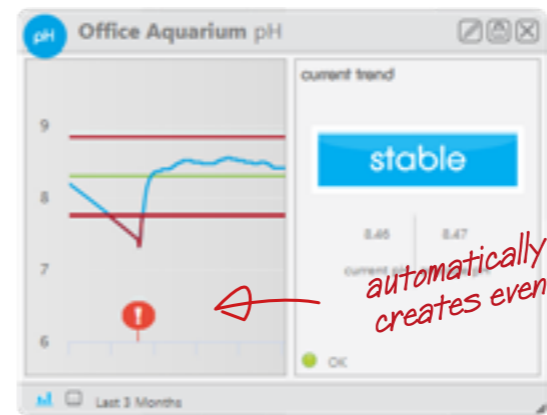 pH Office Aquarium pH
current trend
9
stable
8
8.46 8.47
7
current
automatically
creates even
6
OK
Last 3 Months